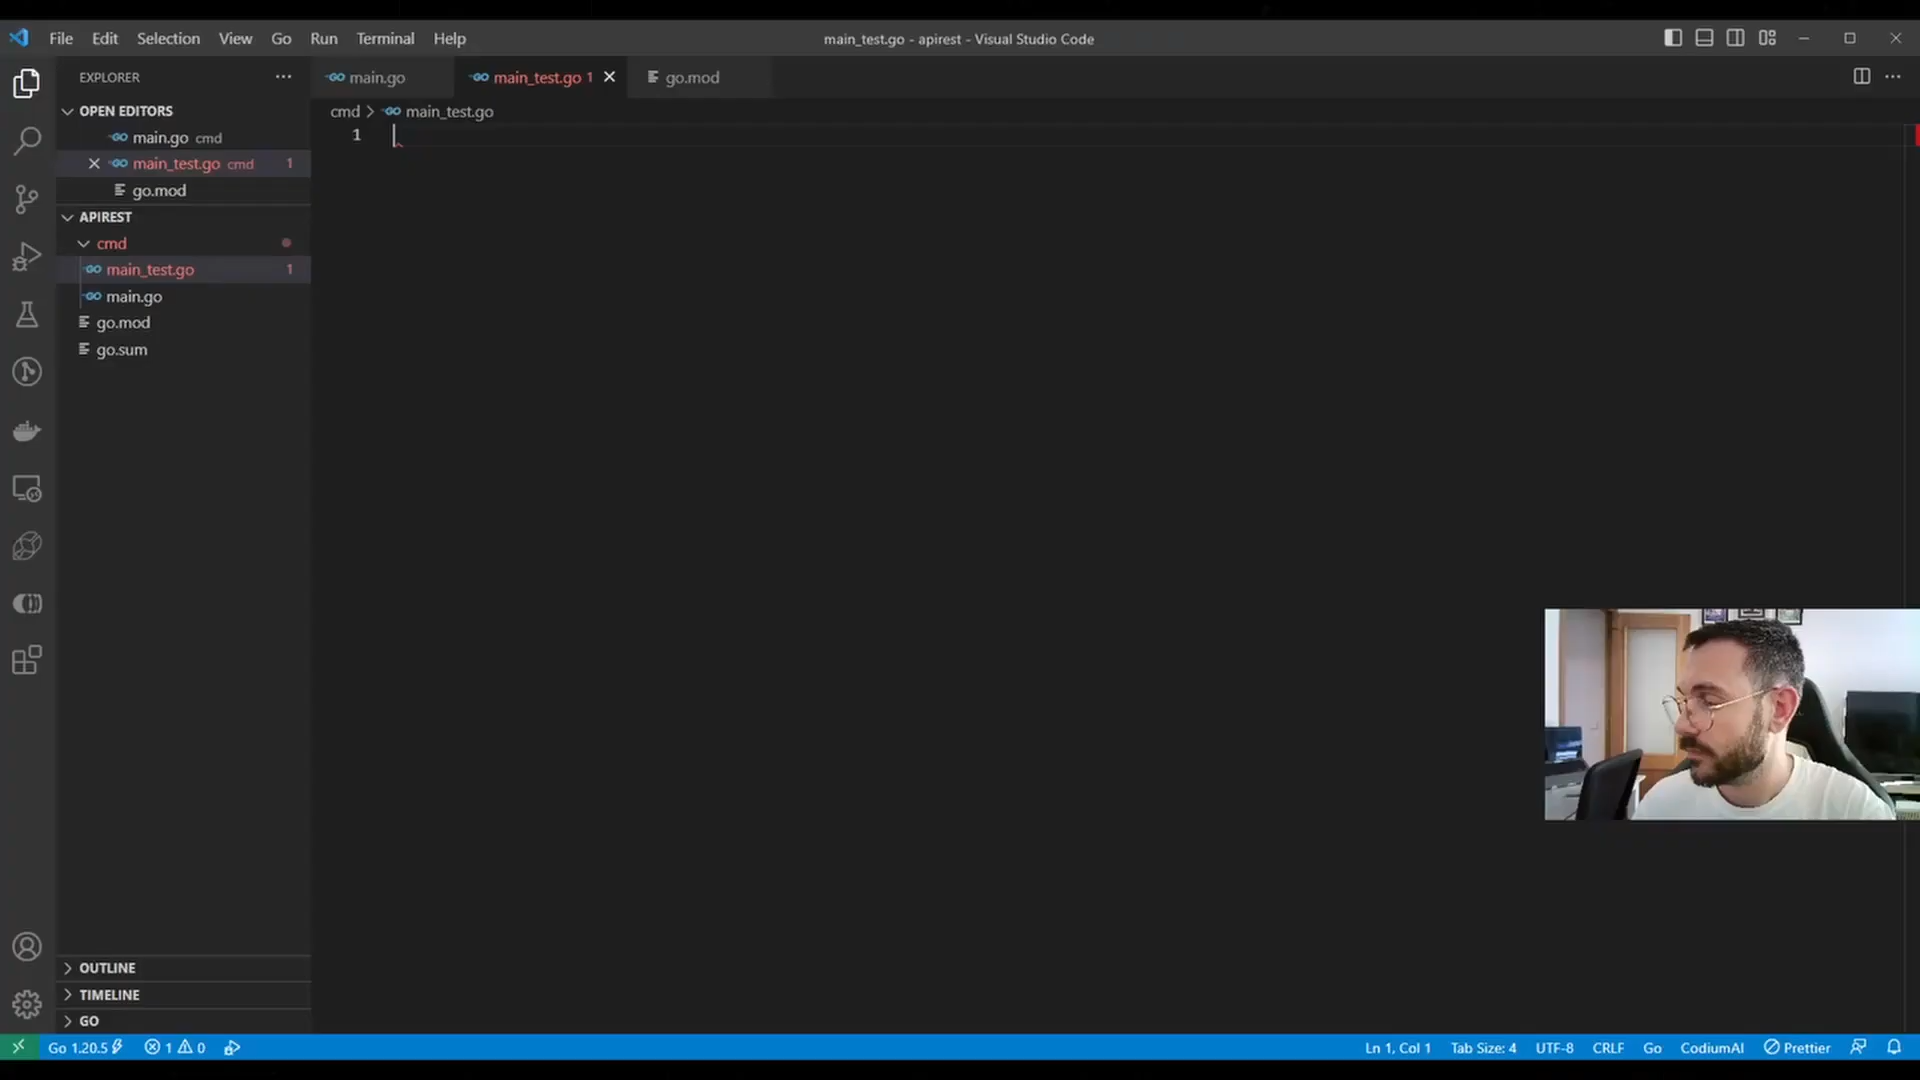 File Edit Selection View Go Run Terminal Help
main_test.go - apirest - Visual Studio Code
EXPLORER
main.go
main_test.go 1
go.mod
OPEN EDITORS
main.go cmd
main_test.go cmd 1
go.mod
APIREST
cmd
main_test.go 1
main.go
go.mod
go.sum
cmd > main_test.go
1
OUTLINE
TIMELINE
GO
Go 1.20.5 1 0
Ln 1, Col 1 Tab Size: 4 UTF-8 CRLF Go CodiumAI Prettier